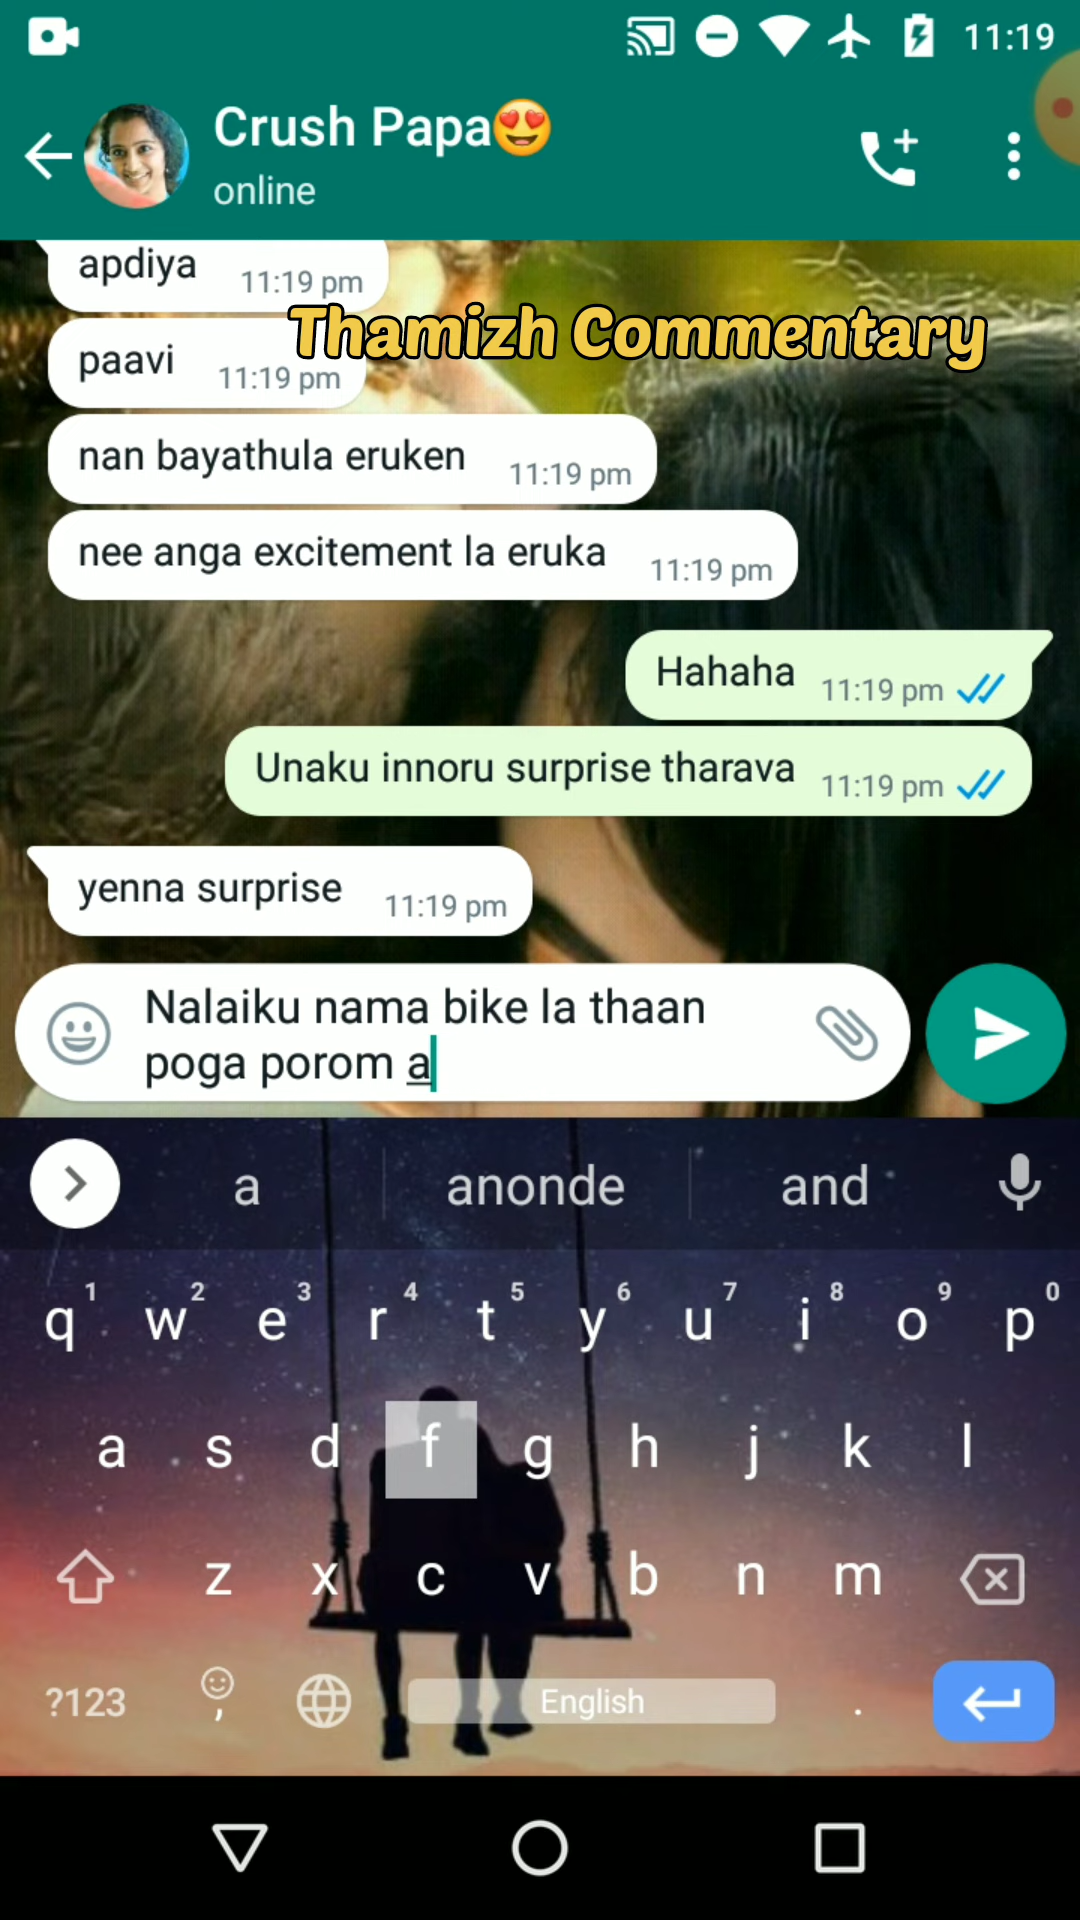 11:19
Crush Papa😍
online
apdiya 11:19 pm
Thamizh Commentary
paavi 11:19 pm
nan bayathula eruken 11:19 pm
nee anga excitement la eruka 11:19 pm
Hahaha 11:19 pm
Unaku innoru surprise tharava 11:19 pm
yenna surprise 11:19 pm
Nalaiku nama bike la thaan
poga porom a
a anonde and
1 2 3 4 5 6 7 8 9 0
q w e r t y u i o p
a s d f g h j k l
z x c v b n m
?123 , English .